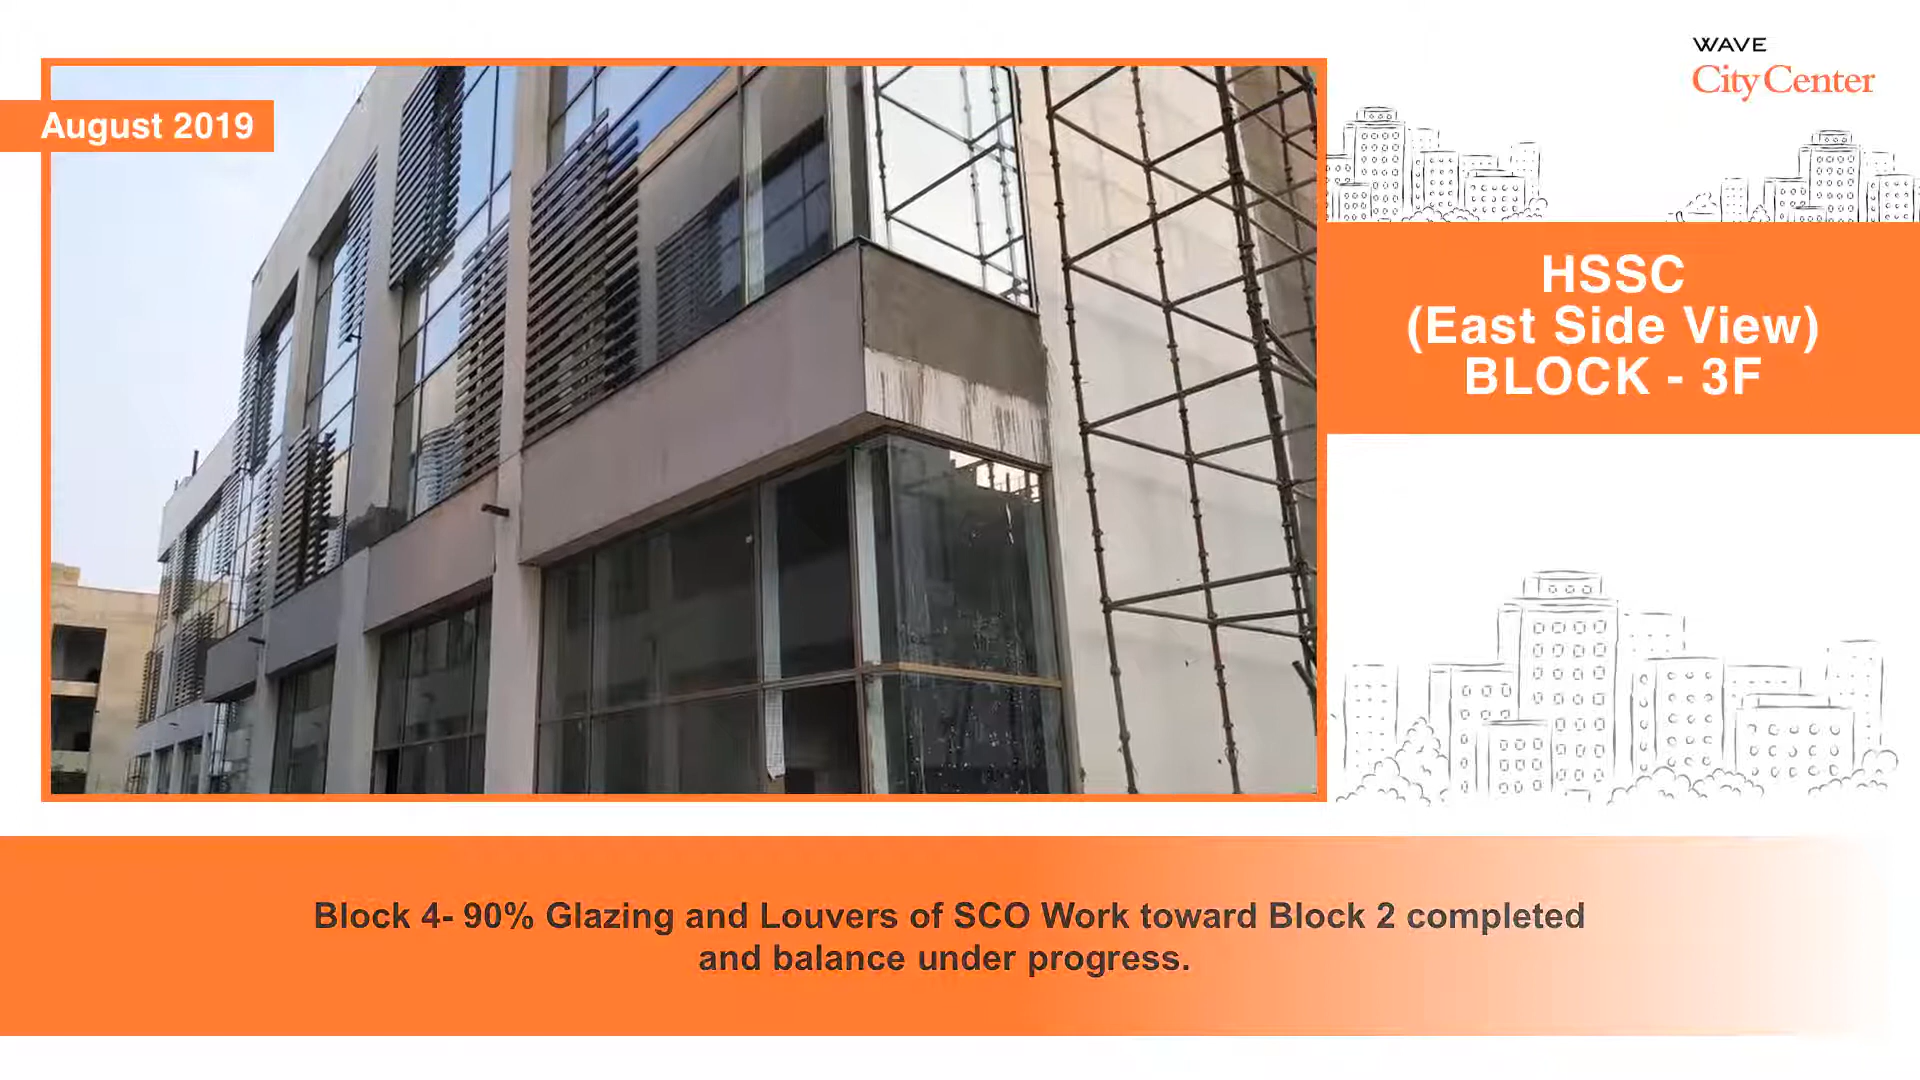 WAVE
City Center
August 2019
HSSC
(East Side View)
BLOCK - 3F
Block 4- 90% Glazing and Louvers of SCO Work toward Block 2 completed
and balance under progress.